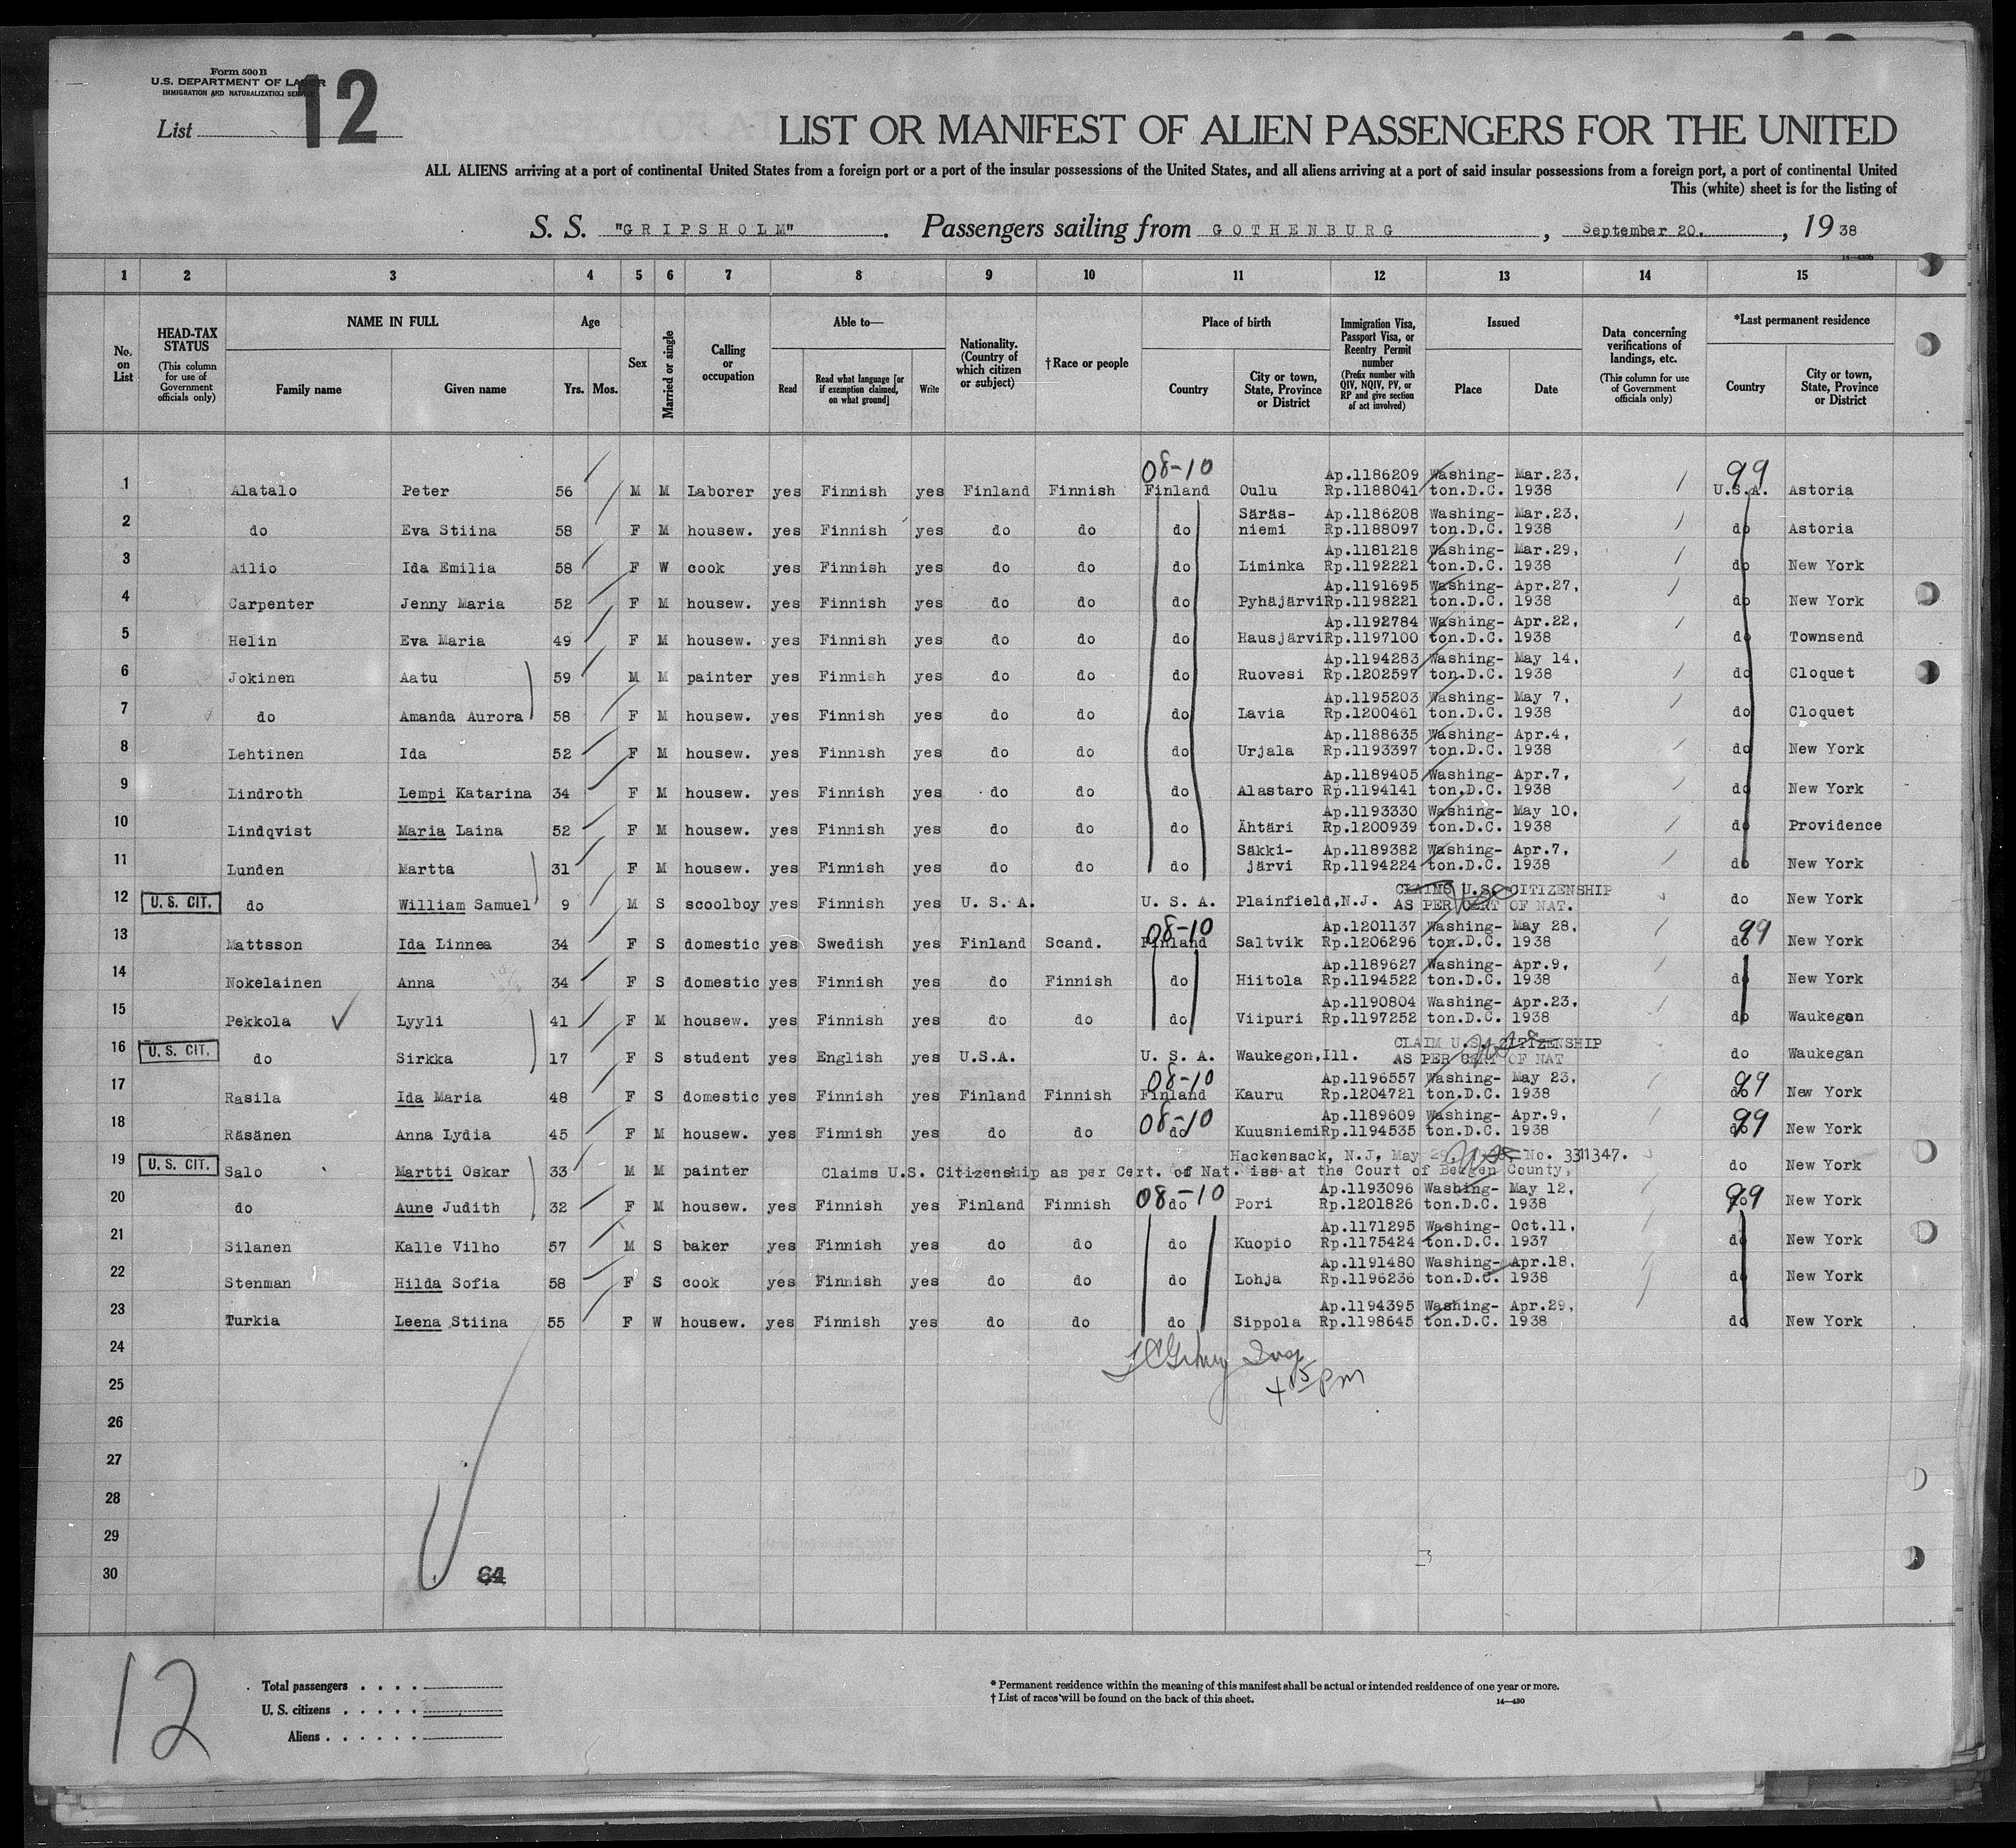 Form 500B
U.S. DEPARTMENT OF LABOR
IMMIGRATION AND NATURALIZATION SERVICE
List 12
LIST OR MANIFEST OF ALIEN PASSENGERS FOR THE UNITED
ALL ALIENS arriving at a port of continental United States from a foreign port or a port of the insular possessions of the United States, and all aliens arriving at a port of said insular possessions from a foreign port, a port of continental United
This (white) sheet is for the listing of
S. S. "GRIPSHOLM". Passengers sailing from GOTHENBURG, September 20., 1938
14—430b
1 2 3 4 5 6 7 8 9 10 11 12 13 14 15
No. on List
HEAD-TAX STATUS (This column for use of Government officials only)
NAME IN FULL
Family name Given name
Age
Yrs. Mos.
Sex
Married or single
Calling or occupation
Able to—
Read Read what language [or if exemption claimed, on what ground] Write
Nationality. (Country of which citizen or subject)
† Race or people
Place of birth
Country City or town, State, Province or District
Immigration Visa, Passport Visa, or Reentry Permit number (Prefix number with QIV, NQIV, PV, or RP and give section of act involved)
Issued
Place Date
Data concerning verifications of landings, etc. (This column for use of Government officials only)
*Last permanent residence
Country City or town, State, Province or District
08-10 99
1 Alatalo Peter 56 M M Laborer yes Finnish yes Finland Finnish Finland Oulu Ap.1186209 Rp.1188041 Washington.D.C. Mar.23, 1938 U.S.A. Astoria
2 do Eva Stiina 58 F M housew. yes Finnish yes do do do Säräs-niemi Ap.1186208 Rp.1188097 Washing-ton.D.C. Mar.23, 1938 do Astoria
3 Ailio Ida Emilia 58 F W cook yes Finnish yes do do do Liminka Ap.1181218 Rp.1192221 Washing-ton.D.C. Mar.29, 1938 do New York
4 Carpenter Jenny Maria 52 F M housew. yes Finnish yes do do do Pyhäjärvi Ap.1191695 Rp.1198221 Washing-ton.D.C. Apr.27, 1938 do New York
5 Helin Eva Maria 49 F M housew. yes Finnish yes do do do Hausjärvi Ap.1192784 Rp.1197100 Washing-ton.D.C. Apr.22, 1938 do Townsend
6 Jokinen Aatu 59 M M painter yes Finnish yes do do do Ruovesi Ap.1194283 Rp.1202597 Washing-ton.D.C. May 14, 1938 do Cloquet
7 do Amanda Aurora 58 F M housew. yes Finnish yes do do do Lavia Ap.1195203 Rp.1200461 Washing-ton.D.C. May 7, 1938 do Cloquet
8 Lehtinen Ida 52 F M housew. yes Finnish yes do do do Urjala Ap.1188635 Rp.1193397 Washing-ton.D.C. Apr.4, 1938 do New York
9 Lindroth Lempi Katarina 34 F M housew. yes Finnish yes do do do Alastaro Ap.1189405 Rp.1194141 Washing-ton.D.C. Apr.7, 1938 do New York
10 Lindqvist Maria Laina 52 F M housew. yes Finnish yes do do do Ähtäri Ap.1193330 Rp.1200939 Washing-ton.D.C. May 10, 1938 do Providence
11 Lunden Martta 31 F M housew. yes Finnish yes do do do Säkki-järvi Ap.1189382 Rp.1194224 Washing-ton.D.C. Apr.7, 1938 do New York
12 U. S. CIT. do William Samuel 9 M S scoolboy yes Finnish yes U. S. A. U. S. A. Plainfield,N.J. CLAIMS U.S. CITIZENSHIP AS PER CERT OF NAT. do New York
08-10 99
13 Mattsson Ida Linnea 34 F S domestic yes Swedish yes Finland Scand. Finland Saltvik Ap.1201137 Rp.1206296 Washing-ton.D.C. May 28, 1938 do New York
14 Nokelainen Anna 34 F S domestic yes Finnish yes do Finnish do Hiitola Ap.1189627 Rp.1194522 Washing-ton.D.C. Apr.9, 1938 do New York
15 Pekkola Lyyli 41 F M housew. yes Finnish yes do do do Viipuri Ap.1190804 Rp.1197252 Washing-ton.D.C. Apr.23, 1938 do Waukegon
16 U. S. CIT. do Sirkka 17 F S student yes English yes U.S.A. U. S. A. Waukegon,Ill. CLAIM U.S. CITIZENSHIP AS PER CERT OF NAT do Waukegan
08-10 99
17 Rasila Ida Maria 48 F S domestic yes Finnish yes Finland Finnish Finland Kauru Ap.1196557 Rp.1204721 Washing-ton.D.C. May 23, 1938 do New York
08-10 99
18 Räsänen Anna Lydia 45 F M housew. yes Finnish yes do do do Kuusniemi Ap.1189609 Rp.1194535 Washing-ton.D.C. Apr.9, 1938 do New York
Hackensack, N.J, May No. 3311347.
19 U. S. CIT. Salo Martti Oskar 33 M M painter Claims U.S. Citizenship as per Cert. of Nat. iss at the Court of Bergen County, do New York
08-10 99
20 do Aune Judith 32 F M housew. yes Finnish yes Finland Finnish do Pori Ap.1193096 Rp.1201826 Washing-ton.D.C. May 12, 1938 do New York
21 Silanen Kalle Vilho 57 M S baker yes Finnish yes do do do Kuopio Ap.1171295 Rp.1175424 Washing-ton.D.C. Oct.11, 1937 do New York
22 Stenman Hilda Sofia 58 F S cook yes Finnish yes do do do Lohja Ap.1191480 Rp.1196236 Washing-ton.D.C. Apr.18, 1938 do New York
23 Turkia Leena Stiina 55 F W housew. yes Finnish yes do do do Sippola Ap.1194395 Rp.1198645 Washing-ton.D.C. Apr.29, 1938 do New York
24
25 4 15 PM
26
27
28
29
30
12
Total passengers
U. S. citizens
Aliens
* Permanent residence within the meaning of this manifest shall be actual or intended residence of one year or more.
† List of races will be found on the back of this sheet.
14—430